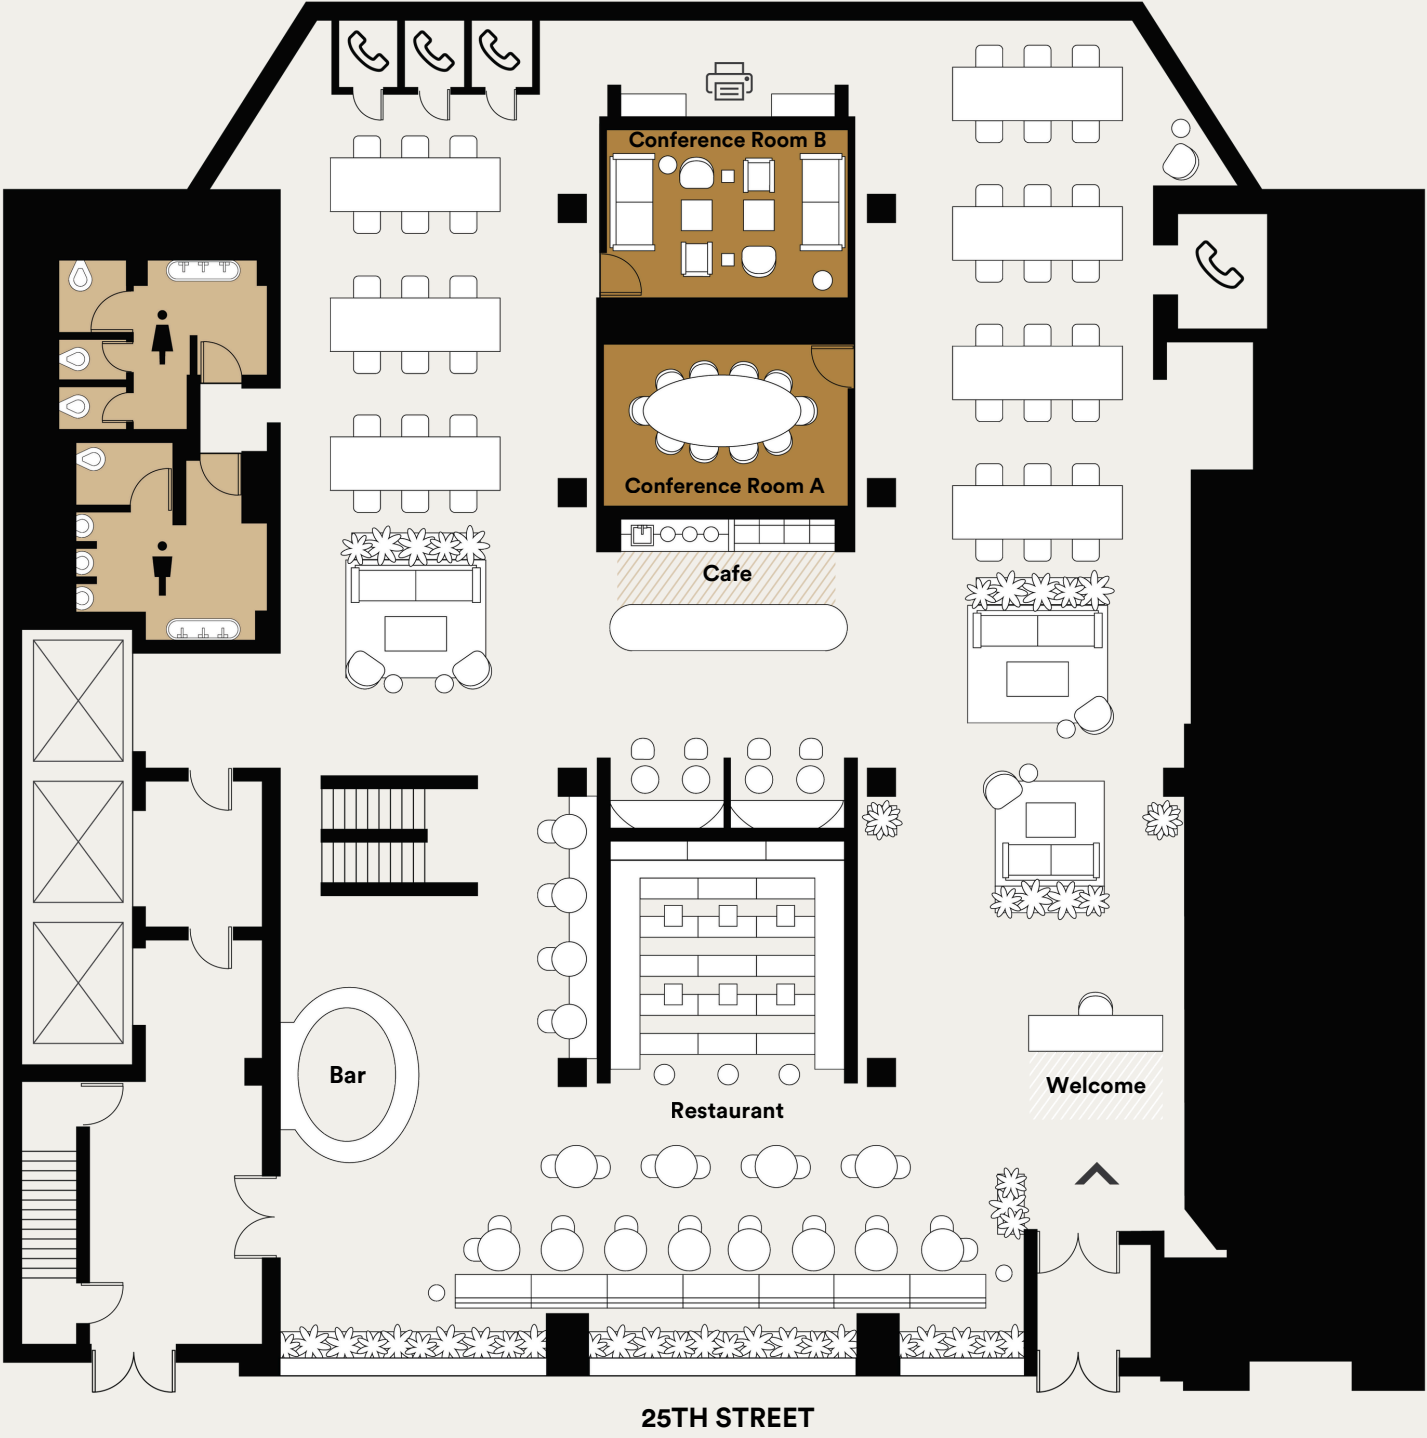 Conference Room B
Conference Room A
Cafe
Bar
Restaurant
Welcome
25TH STREET